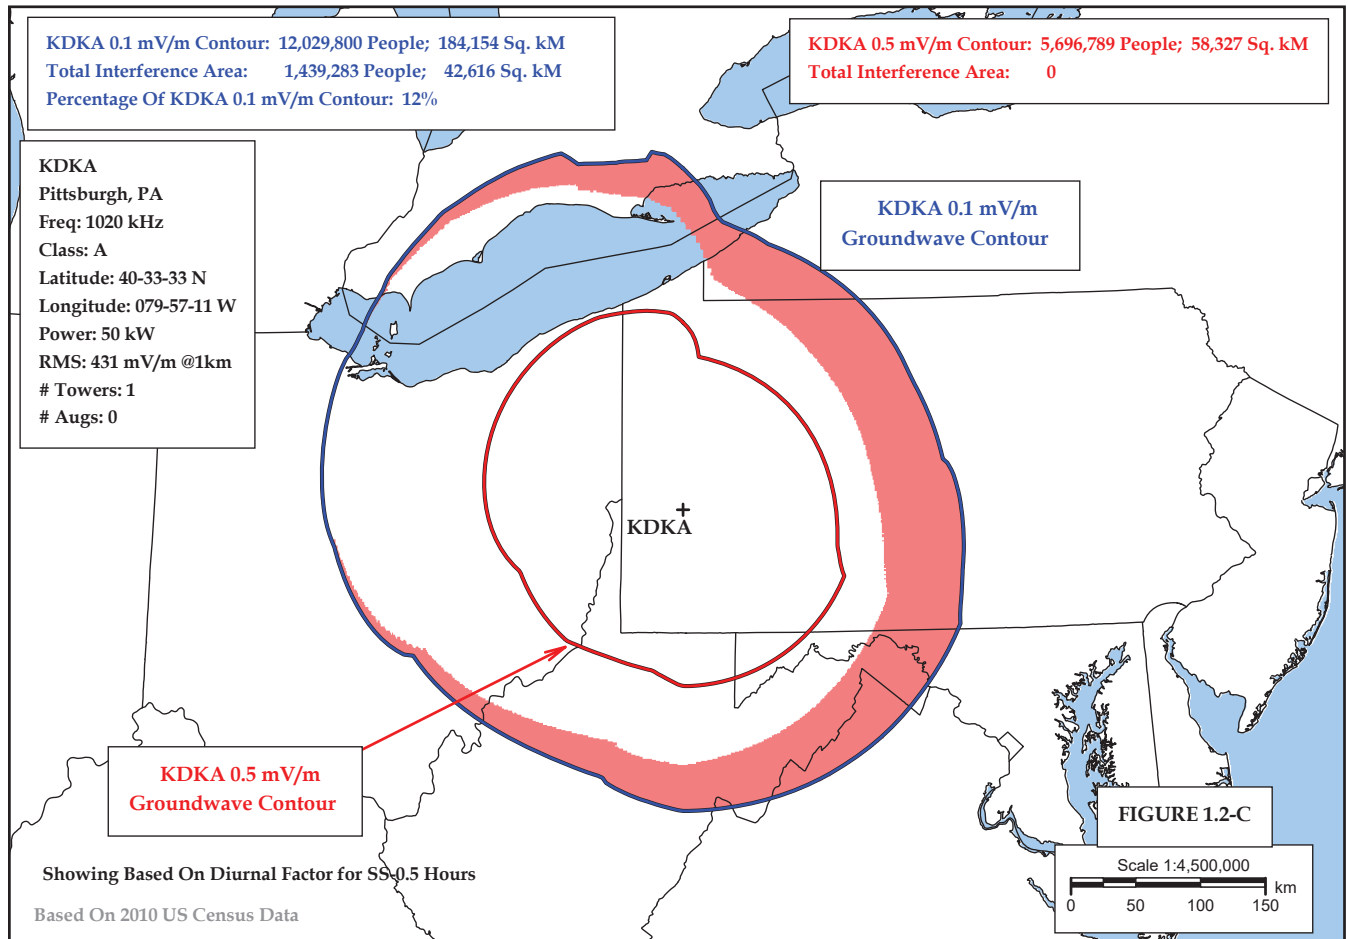 KDKA 0.1 mV/m Contour: 12,029,800 People; 184,154 Sq. kM
Total Interference Area: 1,439,283 People; 42,616 Sq. kM
Percentage Of KDKA 0.1 mV/m Contour: 12%
KDKA 0.5 mV/m Contour: 5,696,789 People; 58,327 Sq. kM
Total Interference Area: 0
KDKA
Pittsburgh, PA
Freq: 1020 kHz
Class: A
Latitude: 40-33-33 N
Longitude: 079-57-11 W
Power: 50 kW
RMS: 431 mV/m @1km
# Towers: 1
# Augs: 0
KDKA 0.1 mV/m
Groundwave Contour
KDKA
KDKA 0.5 mV/m
Groundwave Contour
FIGURE 1.2-C
Scale 1:4,500,000
km
0 50 100 150
Showing Based On Diurnal Factor for SS-0.5 Hours
Based On 2010 US Census Data